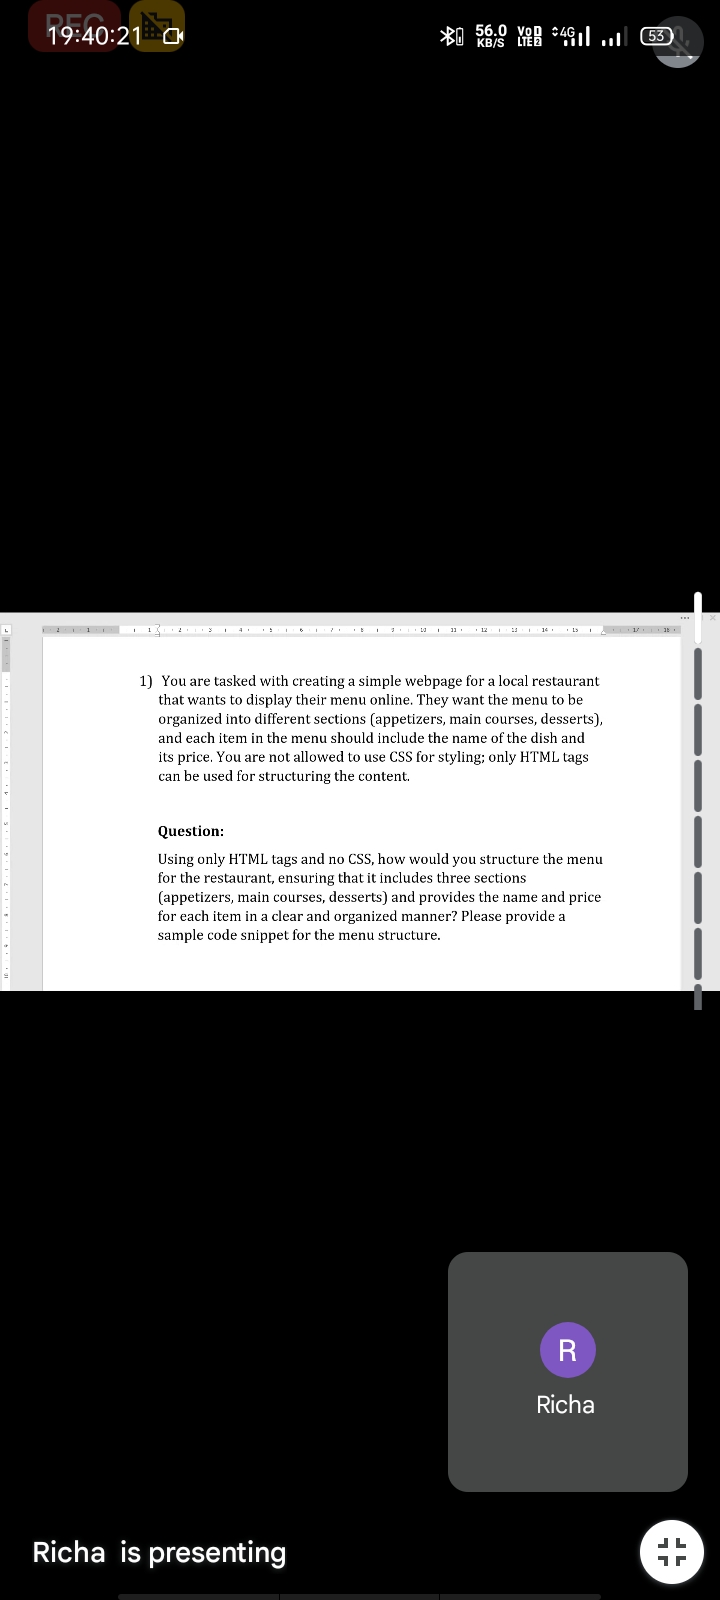 REC
19:40:21
56.0
KB/S
VoD
LTE 2
4G
53
1) You are tasked with creating a simple webpage for a local restaurant
that wants to display their menu online. They want the menu to be
organized into different sections (appetizers, main courses, desserts),
and each item in the menu should include the name of the dish and
its price. You are not allowed to use CSS for styling; only HTML tags
can be used for structuring the content.
Question:
Using only HTML tags and no CSS, how would you structure the menu
for the restaurant, ensuring that it includes three sections
(appetizers, main courses, desserts) and provides the name and price
for each item in a clear and organized manner? Please provide a
sample code snippet for the menu structure.
R
Richa
Richa is presenting